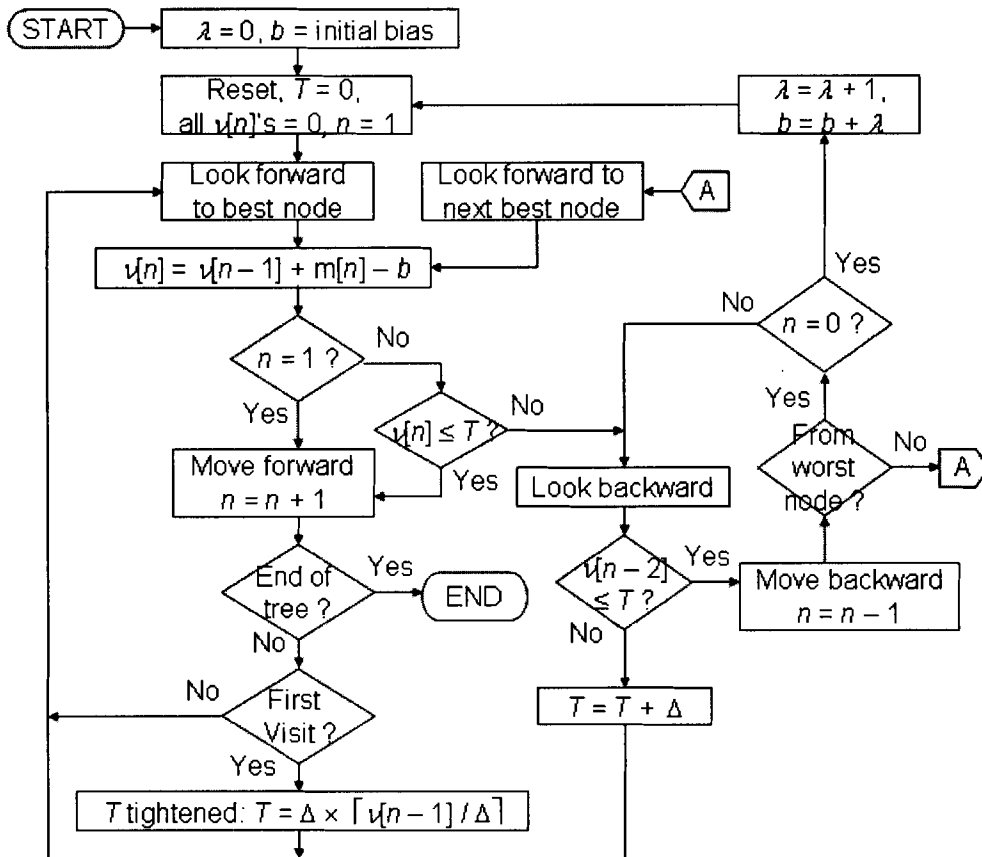 START
λ = 0, b = initial bias
Reset, T = 0,
all ν[n]'s = 0, n = 1
λ = λ + 1,
b = b + λ
Look forward
to best node
Look forward to
next best node
A
ν[n] = ν[n − 1] + m[n] − b
Yes
No
n = 0 ?
n = 1 ?
No
Yes
ν[n] ≤ T ?
No
Yes
Yes
From
worst
node ?
No
A
Move forward
n = n + 1
Look backward
End of
tree ?
Yes
END
No
ν[n − 2]
≤ T ?
Yes
No
Move backward
n = n − 1
First
Visit ?
No
Yes
T = T + Δ
T tightened: T = Δ × ⌈ν[n − 1] / Δ⌉